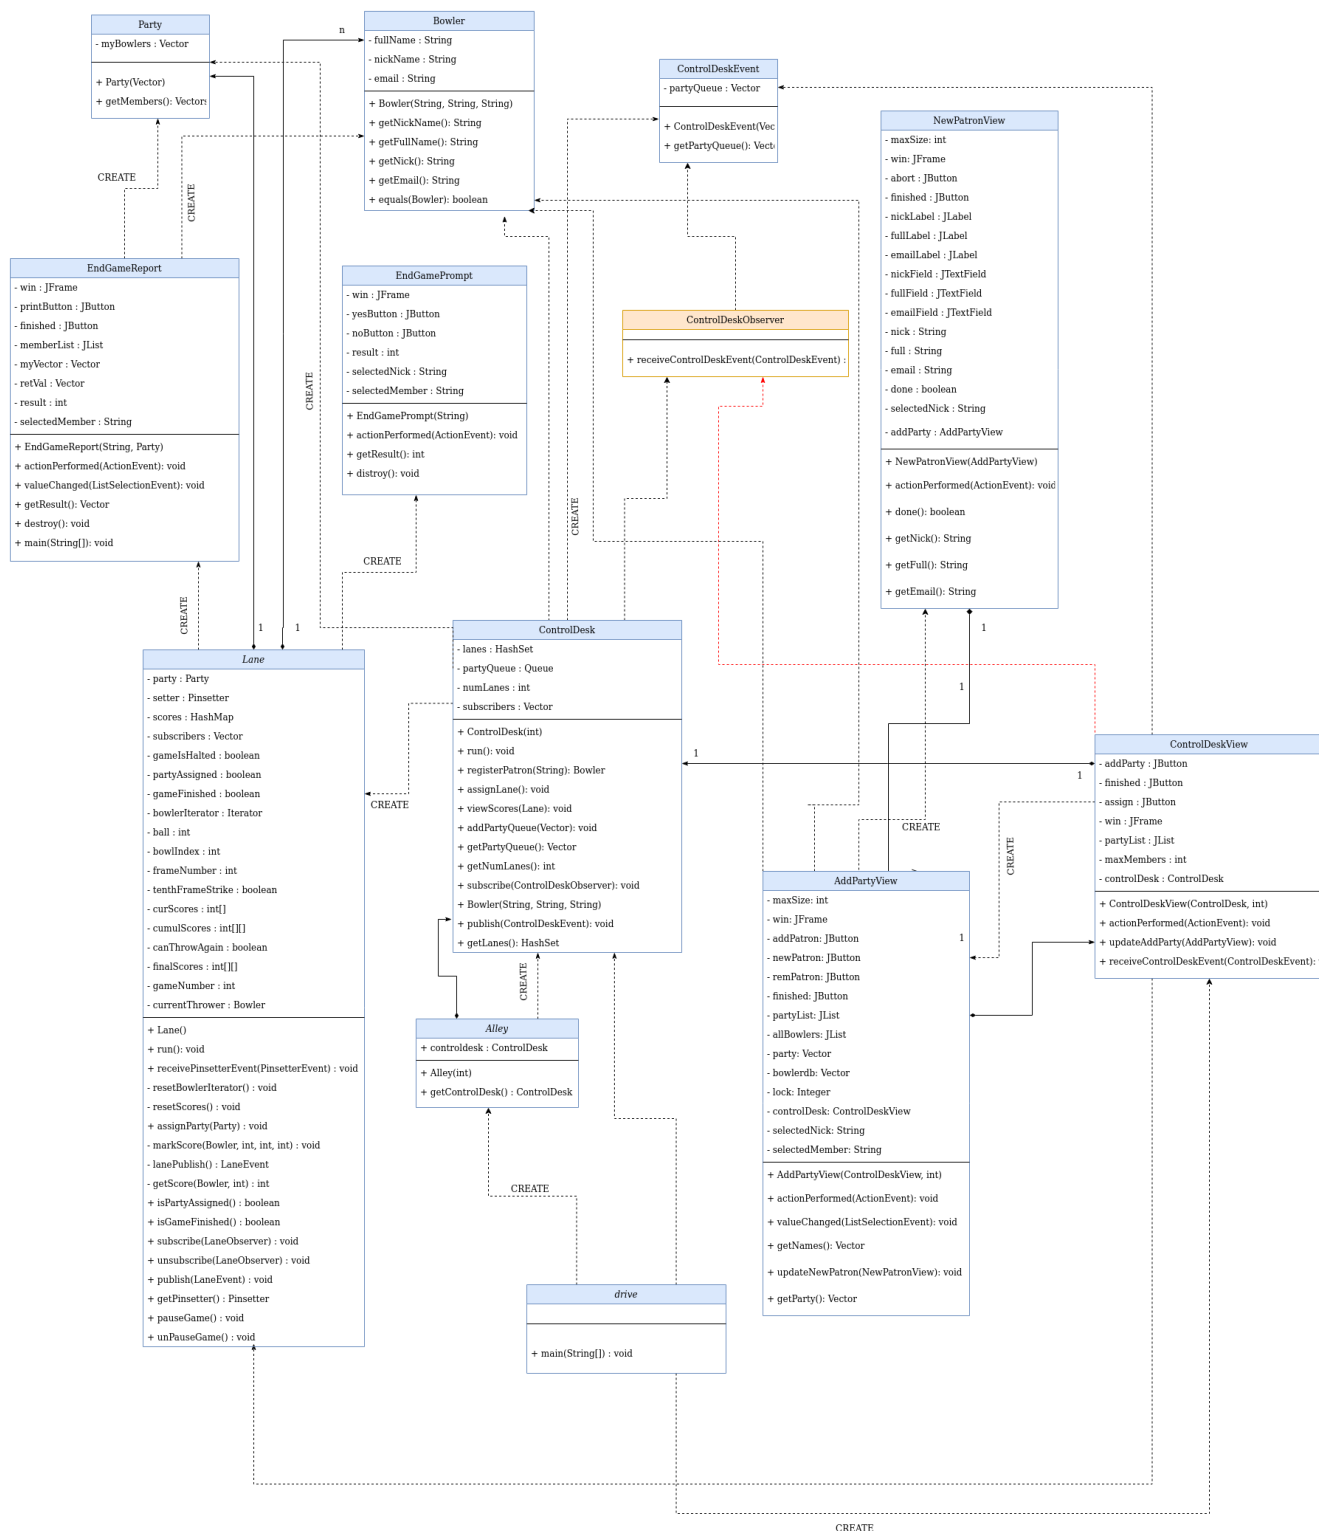 Party
- myBowlers : Vector
+ Party(Vector)
+ getMembers(): Vectors
Bowler
- fullName : String
- nickName : String
- email : String
+ Bowler(String, String, String)
+ getNickName(): String
+ getFullName(): String
+ getNick(): String
+ getEmail(): String
+ equals(Bowler): boolean
n
ControlDeskEvent
- partyQueue : Vector
+ ControlDeskEvent(Vec
+ getPartyQueue(): Vect
NewPatronView
- maxSize: int
- win: JFrame
- abort : JButton
- finished : JButton
- nickLabel : JLabel
- fullLabel : JLabel
- emailLabel : JLabel
- nickField : JTextField
- fullField : JTextField
- emailField : JTextField
- nick : String
- full : String
- email : String
- done : boolean
- selectedNick : String
- addParty : AddPartyView
+ NewPatronView(AddPartyView)
+ actionPerformed(ActionEvent): void
+ done(): boolean
+ getNick(): String
+ getFull(): String
+ getEmail(): String
CREATE
CREATE
EndGameReport
- win : JFrame
- printButton : JButton
- finished : JButton
- memberList : JList
- myVector : Vector
- retVal : Vector
- result : int
- selectedMember : String
+ EndGameReport(String, Party)
+ actionPerformed(ActionEvent): void
+ valueChanged(ListSelectionEvent): void
+ getResult(): Vector
+ destroy(): void
+ main(String[]): void
EndGamePrompt
- win : JFrame
- yesButton : JButton
- noButton : JButton
- result : int
- selectedNick : String
- selectedMember : String
+ EndGamePrompt(String)
+ actionPerformed(ActionEvent): void
+ getResult(): int
+ distroy(): void
ControlDeskObserver
+ receiveControlDeskEvent(ControlDeskEvent) :
CREATE
CREATE
CREATE
CREATE
1
1
1
1
Lane
- party : Party
- setter : Pinsetter
- scores : HashMap
- subscribers : Vector
- gameIsHalted : boolean
- partyAssigned : boolean
- gameFinished : boolean
- bowlerIterator : Iterator
- ball : int
- bowlIndex : int
- frameNumber : int
- tenthFrameStrike : boolean
- curScores : int[]
- cumulScores : int[][]
- canThrowAgain : boolean
- finalScores : int[][]
- gameNumber : int
- currentThrower : Bowler
+ Lane()
+ run(): void
+ receivePinsetterEvent(PinsetterEvent) : void
- resetBowlerIterator() : void
- resetScores() : void
+ assignParty(Party) : void
- markScore(Bowler, int, int, int) : void
- lanePublish() : LaneEvent
- getScore(Bowler, int) : int
+ isPartyAssigned() : boolean
+ isGameFinished() : boolean
+ subscribe(LaneObserver) : void
+ unsubscribe(LaneObserver) : void
+ publish(LaneEvent) : void
+ getPinsetter() : Pinsetter
+ pauseGame() : void
+ unPauseGame() : void
ControlDesk
- lanes : HashSet
- partyQueue : Queue
- numLanes : int
- subscribers : Vector
+ ControlDesk(int)
+ run(): void
+ registerPatron(String): Bowler
+ assignLane(): void
+ viewScores(Lane): void
+ addPartyQueue(Vector): void
+ getPartyQueue(): Vector
+ getNumLanes(): int
+ subscribe(ControlDeskObserver): void
+ Bowler(String, String, String)
+ publish(ControlDeskEvent): void
+ getLanes(): HashSet
CREATE
1
1
ControlDeskView
- addParty : JButton
- finished : JButton
- assign : JButton
- win : JFrame
- partyList : JList
- maxMembers : int
- controlDesk : ControlDesk
+ ControlDeskView(ControlDesk, int)
+ actionPerformed(ActionEvent): void
+ updateAddParty(AddPartyView): void
+ receiveControlDeskEvent(ControlDeskEvent):
CREATE
CREATE
AddPartyView
- maxSize: int
- win: JFrame
- addPatron: JButton
- newPatron: JButton
- remPatron: JButton
- finished: JButton
- partyList: JList
- allBowlers: JList
- party: Vector
- bowlerdb: Vector
- lock: Integer
- controlDesk: ControlDeskView
- selectedNick: String
- selectedMember: String
+ AddPartyView(ControlDeskView, int)
+ actionPerformed(ActionEvent): void
+ valueChanged(ListSelectionEvent): void
+ getNames(): Vector
+ updateNewPatron(NewPatronView): void
+ getParty(): Vector
1
CREATE
Alley
+ controldesk : ControlDesk
+ Alley(int)
+ getControlDesk() : ControlDesk
CREATE
drive
+ main(String[]) : void
CREATE